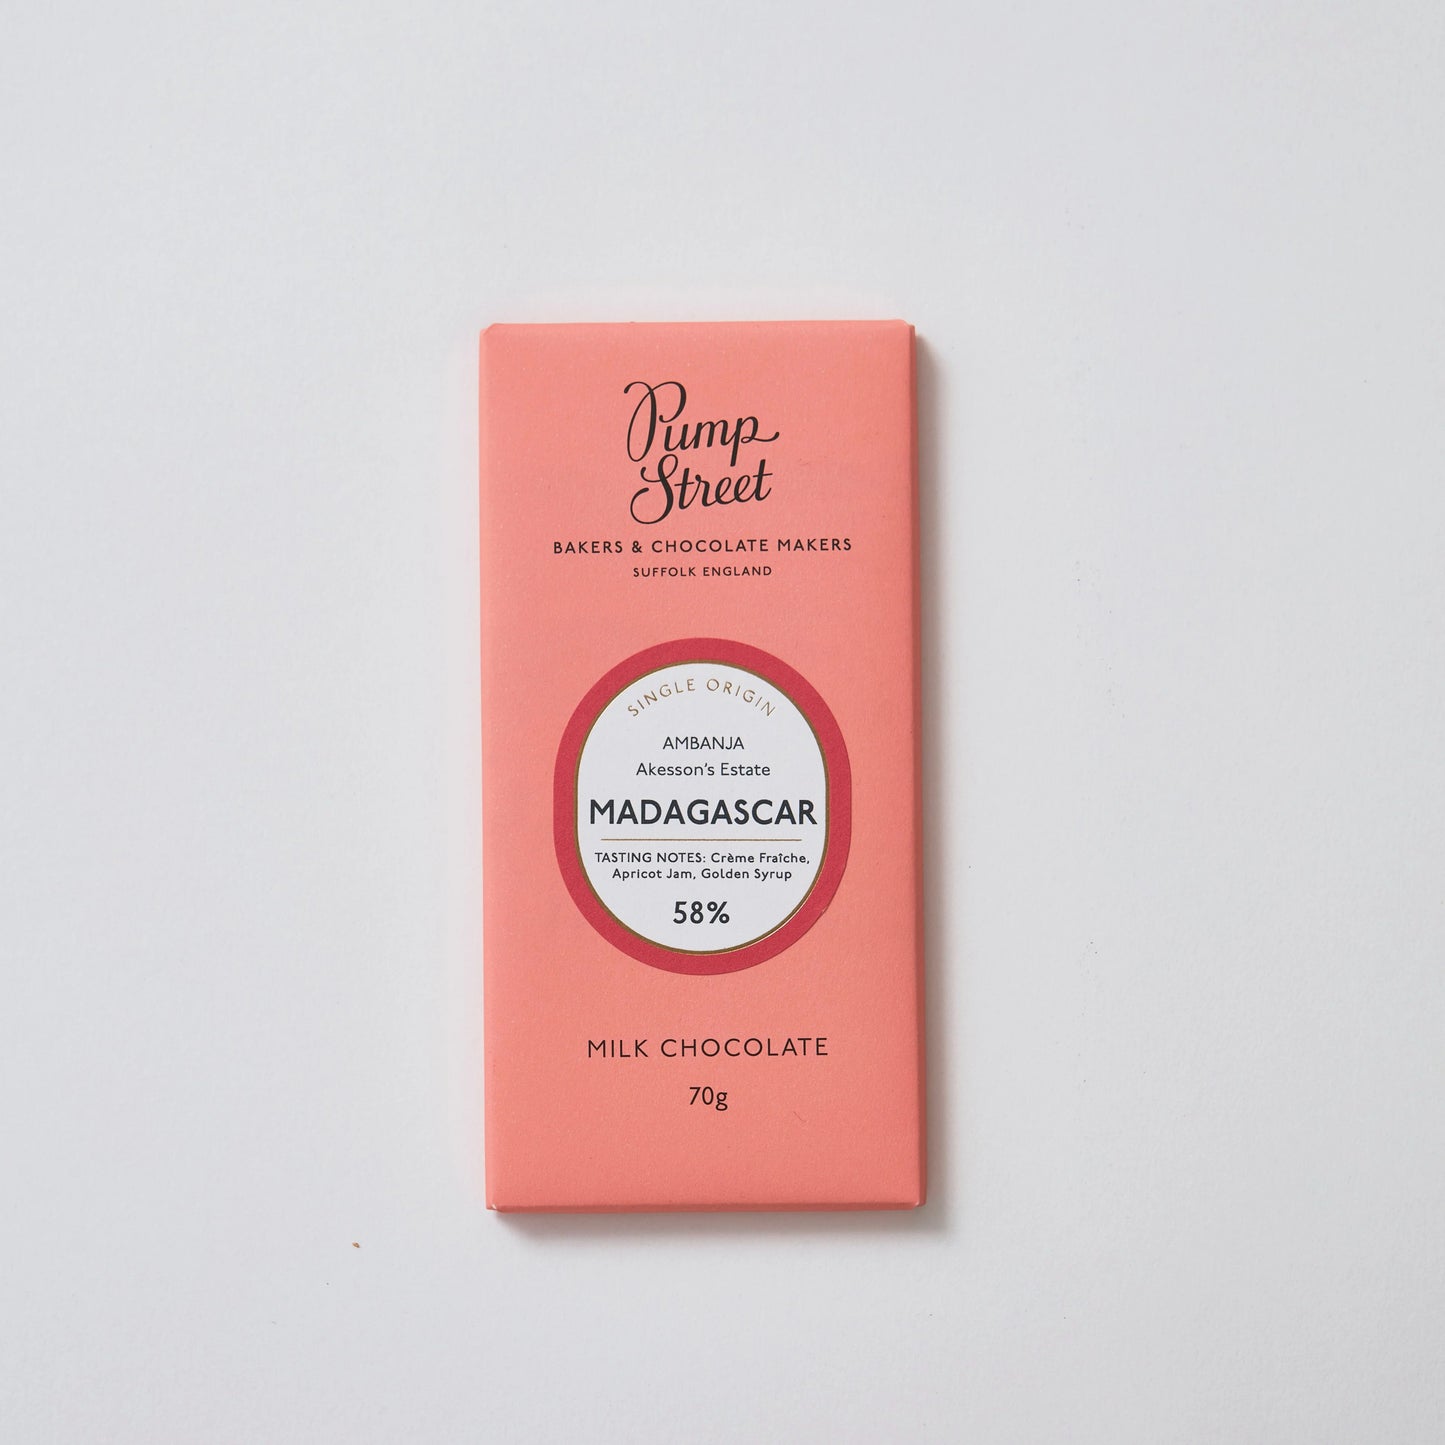 Pump
Street
BAKERS & CHOCOLATE MAKERS
SUFFOLK ENGLAND
SINGLE ORIGIN
AMBANJA
Akesson's Estate
MADAGASCAR
TASTING NOTES: Crème Fraîche,
Apricot Jam, Golden Syrup
58%
MILK CHOCOLATE
70g